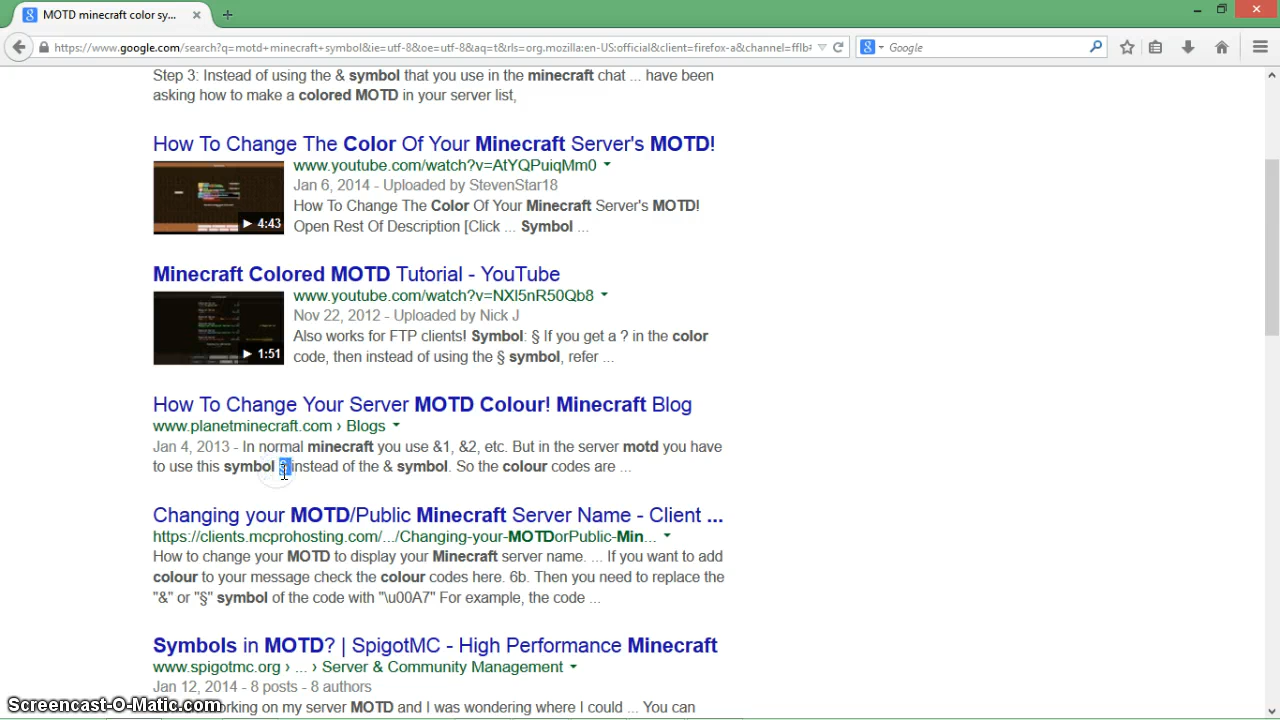 MOTD minecraft color sy...
https://www.google.com/search?q=motd+minecraft+symbol&ie=utf-8&oe=utf-8&aq=t&rls=org.mozilla:en-US:official&client=firefox-a&channel=fflb
Google
Step 3: Instead of using the & symbol that you use in the minecraft chat ... have been
asking how to make a colored MOTD in your server list,
How To Change The Color Of Your Minecraft Server's MOTD!
www.youtube.com/watch?v=AtYQPuiqMm0
Jan 6, 2014 - Uploaded by StevenStar18
How To Change The Color Of Your Minecraft Server's MOTD!
4:43
Open Rest Of Description [Click ... Symbol ...
Minecraft Colored MOTD Tutorial - YouTube
www.youtube.com/watch?v=NXl5nR50Qb8
Nov 22, 2012 - Uploaded by Nick J
Also works for FTP clients! Symbol: § If you get a ? in the color
1:51
code, then instead of using the § symbol, refer ...
How To Change Your Server MOTD Colour! Minecraft Blog
www.planetminecraft.com › Blogs
Jan 4, 2013 - In normal minecraft you use &1, &2, etc. But in the server motd you have
to use this symbol § instead of the & symbol. So the colour codes are ...
Changing your MOTD/Public Minecraft Server Name - Client ...
https://clients.mcprohosting.com/.../Changing-your-MOTDorPublic-Min...
How to change your MOTD to display your Minecraft server name. ... If you want to add
colour to your message check the colour codes here. 6b. Then you need to replace the
"&" or "§" symbol of the code with "\u00A7" For example, the code ...
Symbols in MOTD? | SpigotMC - High Performance Minecraft
www.spigotmc.org › ... › Server & Community Management
Jan 12, 2014 - 8 posts - 8 authors
orking on my server MOTD and I was wondering where I could ... You can
Screencast-O-Matic.com